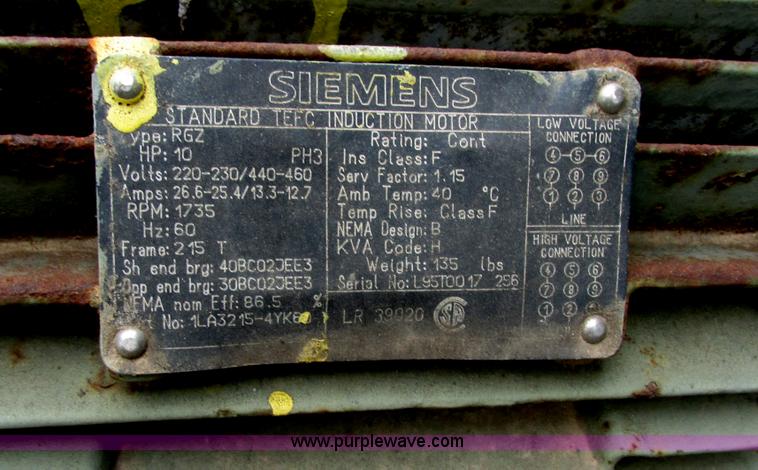 SIEMENS
STANDARD TEFC INDUCTION MOTOR
Type: RGZ
HP: 10 PH3
Volts: 220-230/440-460
Amps: 26.6-25.4/13.3-12.7
RPM: 1735
Hz: 60
Frame: 215 T
Sh end brg: 40BC02JEE3
Opp end brg: 30BC02JEE3
NEMA nom Eff: 86.5 %
No: 1LA3215-4YK60
Rating: Cont
Ins Class: F
Serv Factor: 1.15
Amb Temp: 40 °C
Temp Rise: Class F
NEMA Design: B
KVA Code: H
Weight: 135 lbs
Serial No: L95T0017 256
LR 39020 SA
LOW VOLTAGE
CONNECTION
4-5-6
7 8 9
1 2 3
LINE
HIGH VOLTAGE
CONNECTION
4 5 6
7 8 9
1 2 3
www.purplewave.com